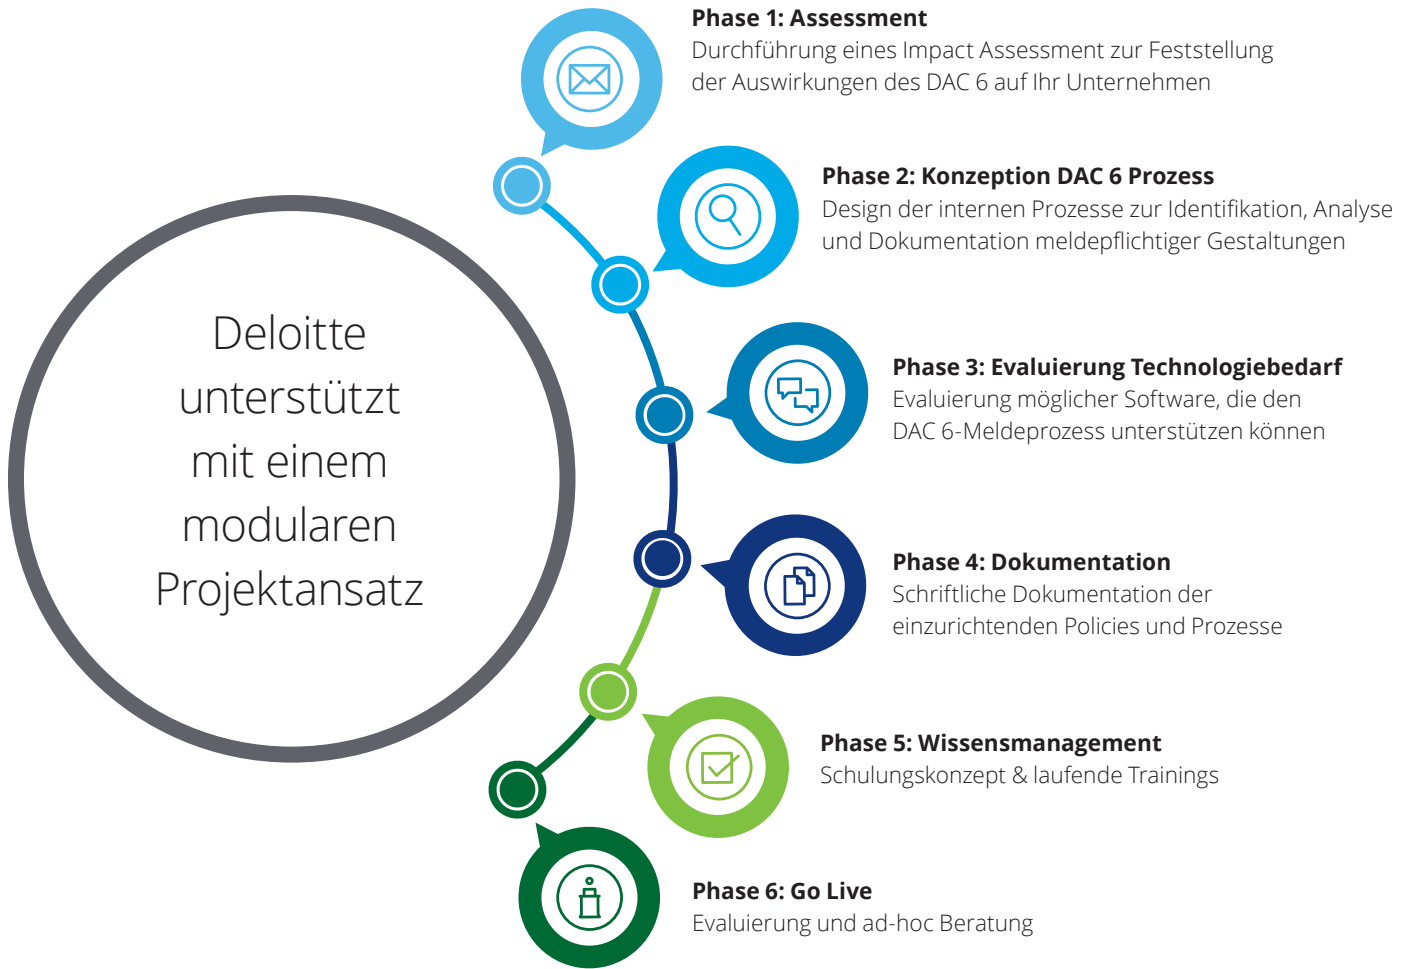 Deloitte
unterstützt
mit einem
modularen
Projektansatz
Phase 1: Assessment
Durchführung eines Impact Assessment zur Feststellung
der Auswirkungen des DAC 6 auf Ihr Unternehmen
Phase 2: Konzeption DAC 6 Prozess
Design der internen Prozesse zur Identifikation, Analyse
und Dokumentation meldepflichtiger Gestaltungen
Phase 3: Evaluierung Technologiebedarf
Evaluierung möglicher Software, die den
DAC 6-Meldeprozess unterstützen können
Phase 4: Dokumentation
Schriftliche Dokumentation der
einzurichtenden Policies und Prozesse
Phase 5: Wissensmanagement
Schulungskonzept & laufende Trainings
Phase 6: Go Live
Evaluierung und ad-hoc Beratung